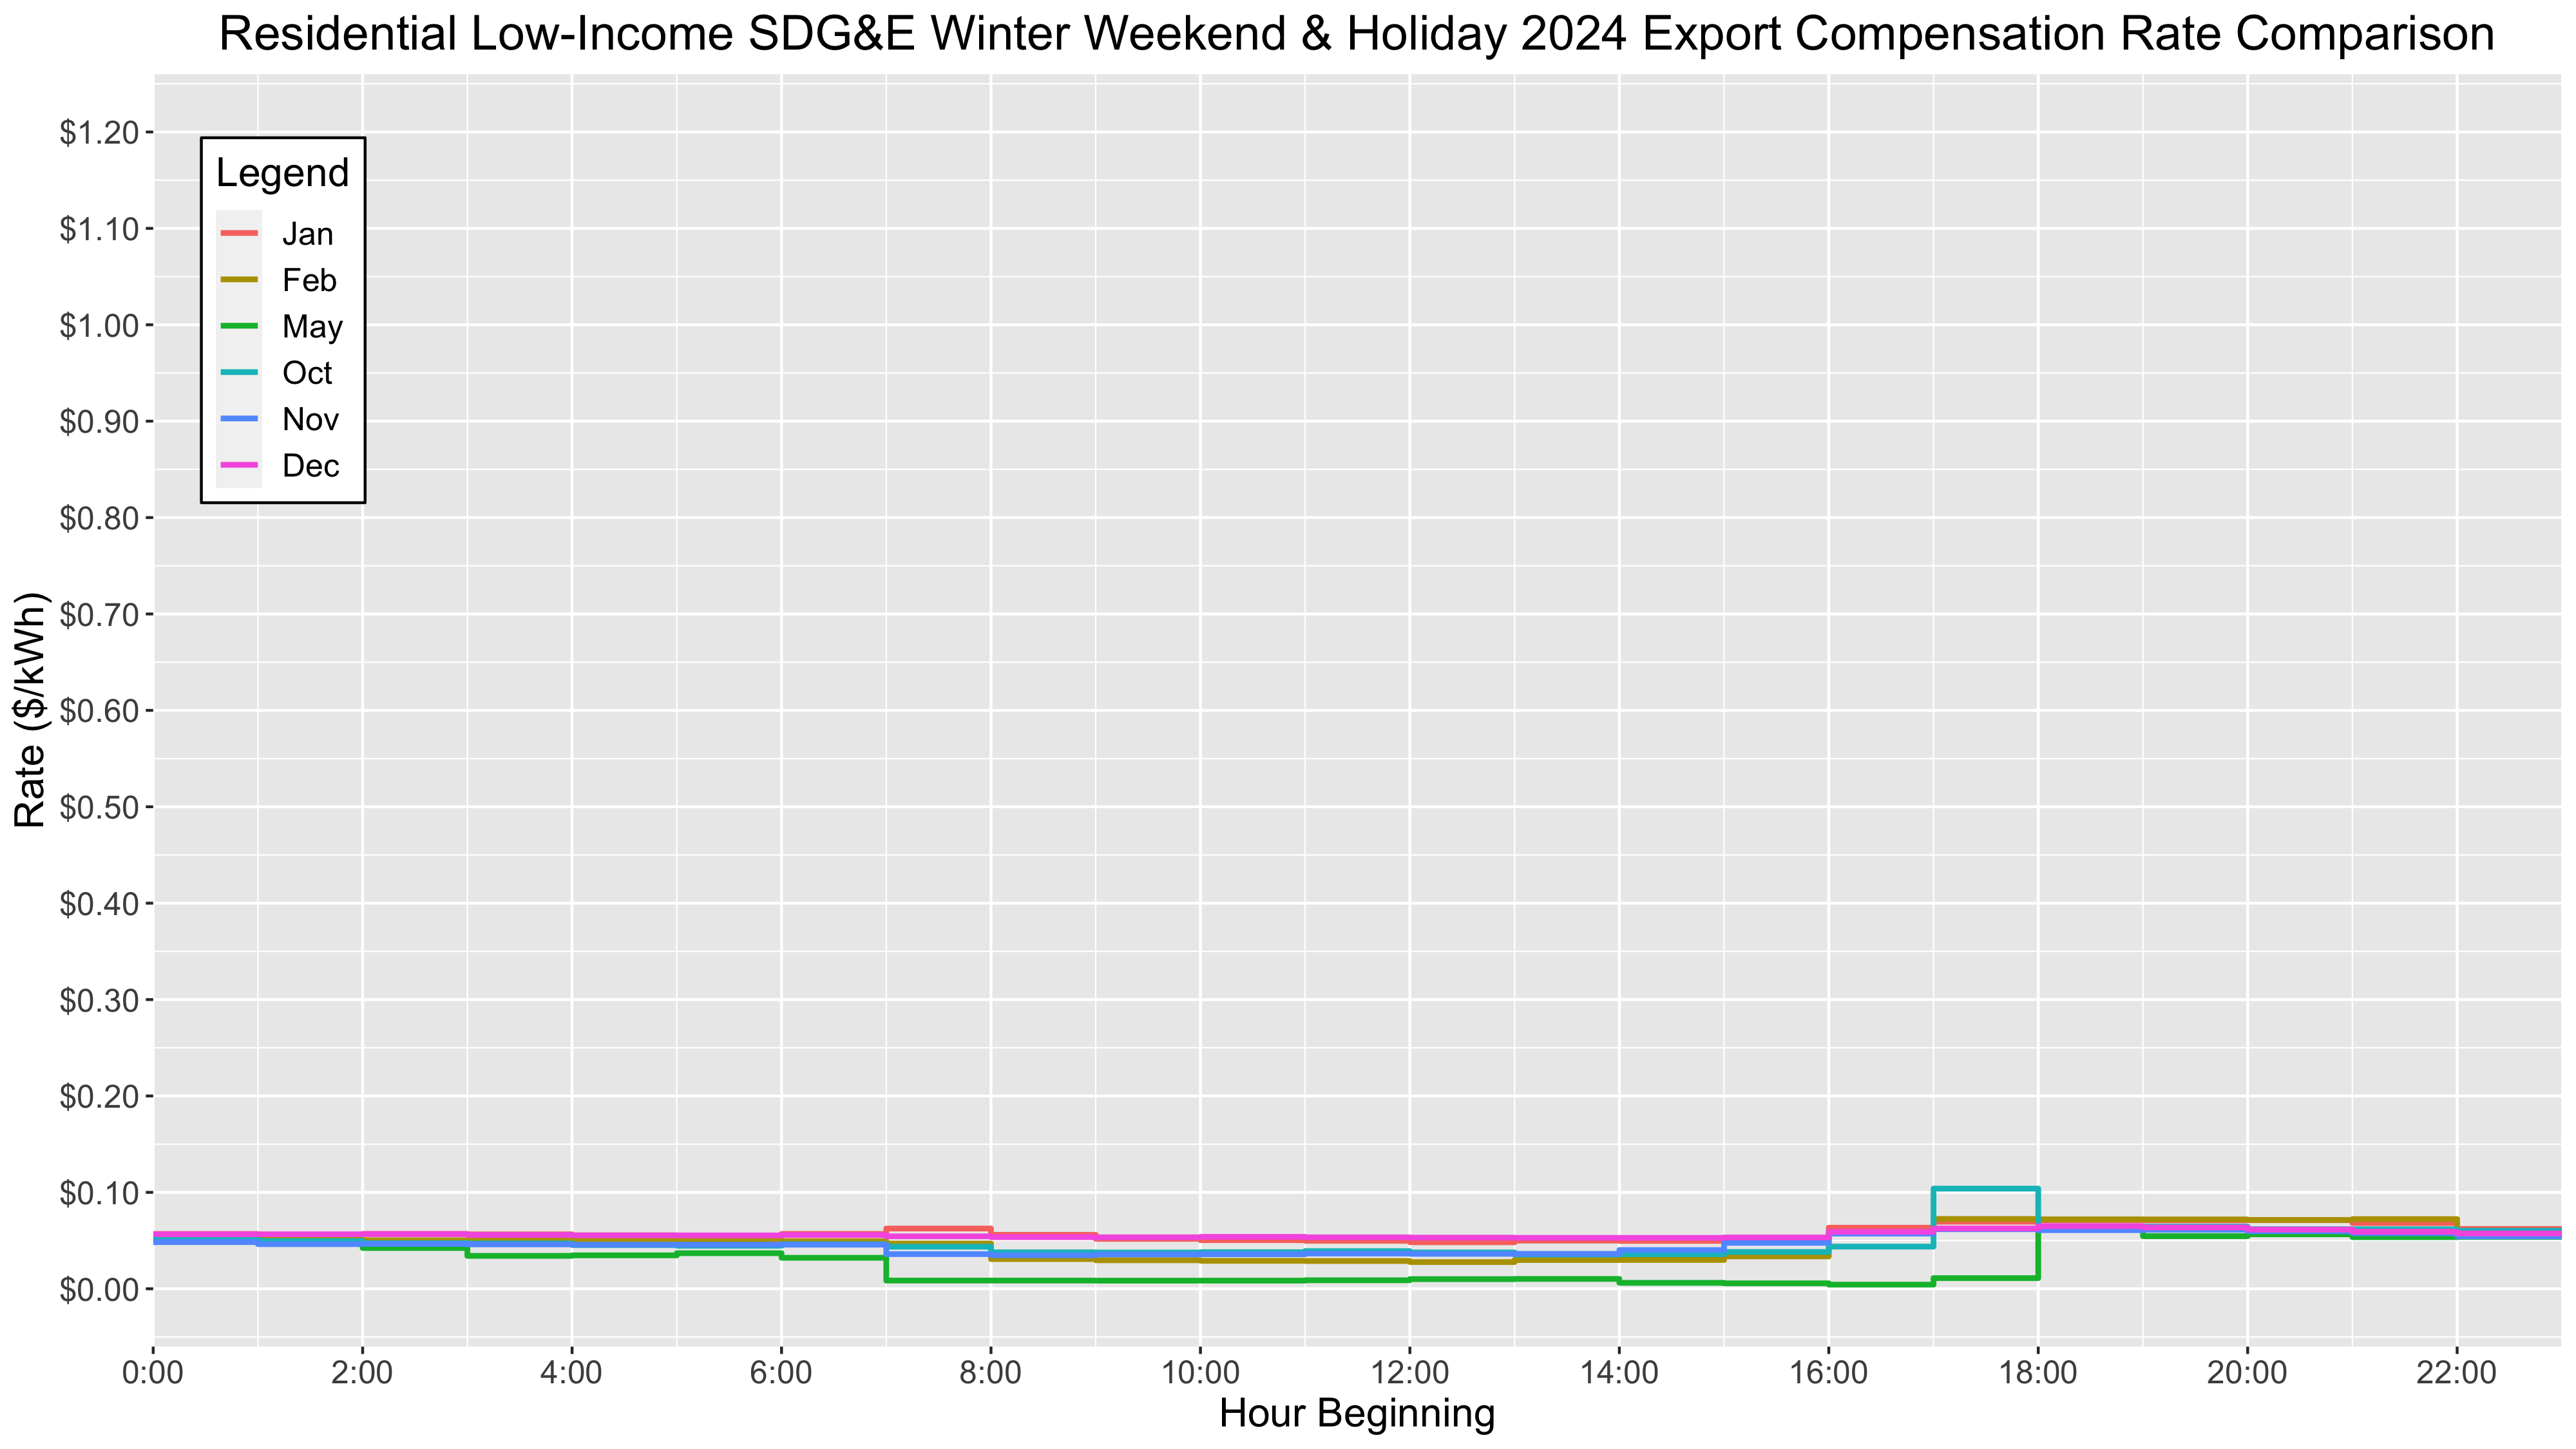 Residential Low-Income SDG&E Winter Weekend & Holiday 2024 Export Compensation Rate Comparison
$1.20
$1.10
$1.00
$0.90
$0.80
$0.70
$0.60
$0.50
$0.40
$0.30
$0.20
$0.10
$0.00
Rate ($/kWh)
Legend
Jan
Feb
May
Oct
Nov
Dec
0:00 2:00 4:00 6:00 8:00 10:00 12:00 14:00 16:00 18:00 20:00 22:00
Hour Beginning